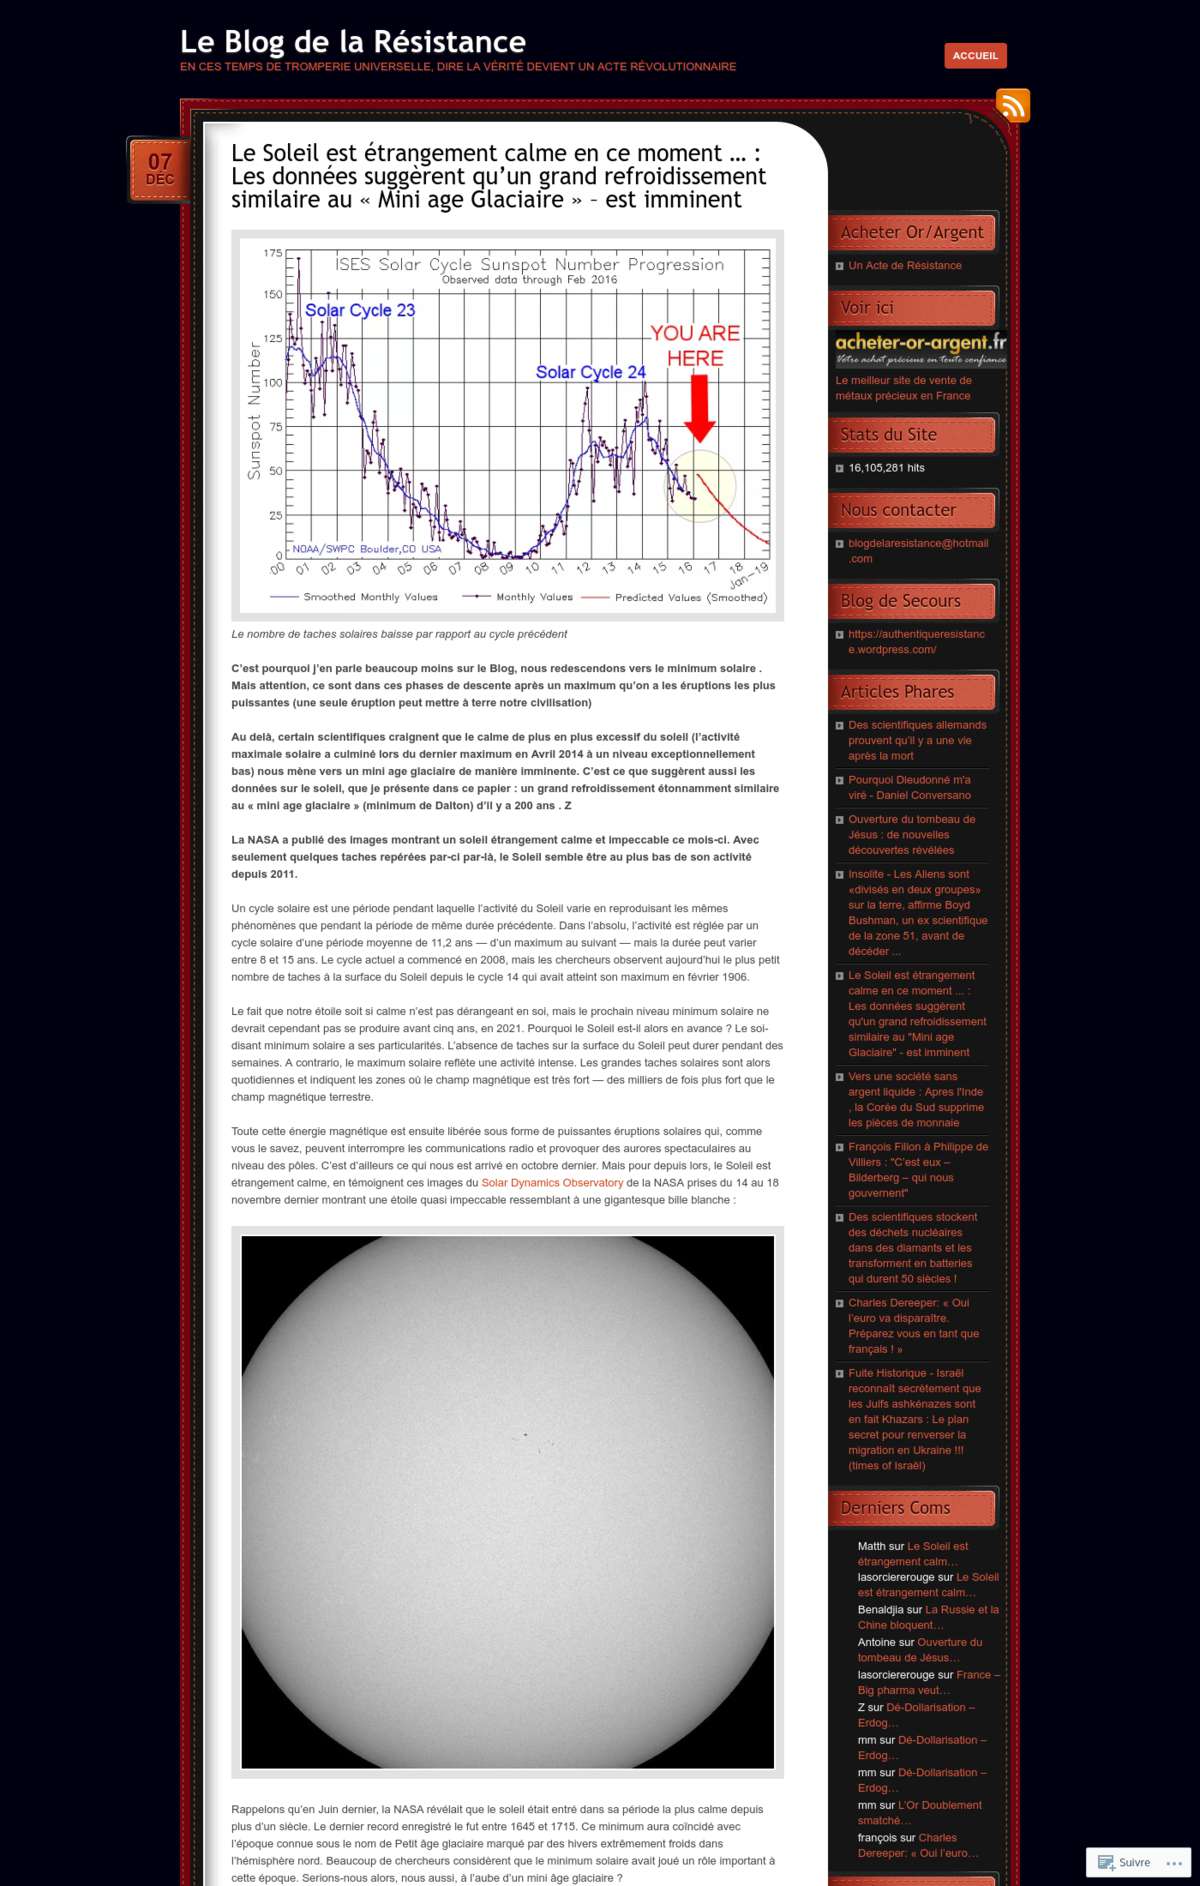 Le Blog de la Résistance
EN CES TEMPS DE TROMPERIE UNIVERSELLE, DIRE LA VÉRITÉ DEVIENT UN ACTE RÉVOLUTIONNAIRE
ACCUEIL
07
DÉC
Le Soleil est étrangement calme en ce moment … :
Les données suggèrent qu’un grand refroidissement
similaire au « Mini age Glaciaire » – est imminent
ISES Solar Cycle Sunspot Number Progression
Observed data through Feb 2016
Solar Cycle 23
YOU ARE
HERE
Solar Cycle 24
Sunspot Number
175
150
125
100
75
50
25
0
NOAA/SWPC Boulder,CO USA
00 01 02 03 04 05 06 07 08 09 10 11 12 13 14 15 16 17 18 Jan-19
Smoothed Monthly Values Monthly Values Predicted Values (Smoothed)
Le nombre de taches solaires baisse par rapport au cycle précédent
C’est pourquoi j’en parle beaucoup moins sur le Blog, nous redescendons vers le minimum solaire .
Mais attention, ce sont dans ces phases de descente après un maximum qu’on a les éruptions les plus
puissantes (une seule éruption peut mettre à terre notre civilisation)
Au delà, certain scientifiques craignent que le calme de plus en plus excessif du soleil (l’activité
maximale solaire a culminé lors du dernier maximum en Avril 2014 à un niveau exceptionnellement
bas) nous mène vers un mini age glaciaire de manière imminente. C’est ce que suggèrent aussi les
données sur le soleil, que je présente dans ce papier : un grand refroidissement étonnamment similaire
au « mini age glaciaire » (minimum de Dalton) d’il y a 200 ans . Z
La NASA a publié des images montrant un soleil étrangement calme et impeccable ce mois-ci. Avec
seulement quelques taches repérées par-ci par-là, le Soleil semble être au plus bas de son activité
depuis 2011.
Un cycle solaire est une période pendant laquelle l’activité du Soleil varie en reproduisant les mêmes
phénomènes que pendant la période de même durée précédente. Dans l’absolu, l’activité est réglée par un
cycle solaire d’une période moyenne de 11,2 ans — d’un maximum au suivant — mais la durée peut varier
entre 8 et 15 ans. Le cycle actuel a commencé en 2008, mais les chercheurs observent aujourd’hui le plus petit
nombre de taches à la surface du Soleil depuis le cycle 14 qui avait atteint son maximum en février 1906.
Le fait que notre étoile soit si calme n’est pas dérangeant en soi, mais le prochain niveau minimum solaire ne
devrait cependant pas se produire avant cinq ans, en 2021. Pourquoi le Soleil est-il alors en avance ? Le soi-
disant minimum solaire a ses particularités. L’absence de taches sur la surface du Soleil peut durer pendant des
semaines. A contrario, le maximum solaire reflète une activité intense. Les grandes taches solaires sont alors
quotidiennes et indiquent les zones où le champ magnétique est très fort — des milliers de fois plus fort que le
champ magnétique terrestre.
Toute cette énergie magnétique est ensuite libérée sous forme de puissantes éruptions solaires qui, comme
vous le savez, peuvent interrompre les communications radio et provoquer des aurores spectaculaires au
niveau des pôles. C’est d’ailleurs ce qui nous est arrivé en octobre dernier. Mais pour depuis lors, le Soleil est
étrangement calme, en témoignent ces images du Solar Dynamics Observatory de la NASA prises du 14 au 18
novembre dernier montrant une étoile quasi impeccable ressemblant à une gigantesque bille blanche :
Rappelons qu’en Juin dernier, la NASA révélait que le soleil était entré dans sa période la plus calme depuis
plus d’un siècle. Le dernier record enregistré le fut entre 1645 et 1715. Ce minimum aura coïncidé avec
l’époque connue sous le nom de Petit âge glaciaire marqué par des hivers extrêmement froids dans
l’hémisphère nord. Beaucoup de chercheurs considèrent que le minimum solaire avait joué un rôle important à
cette époque. Serions-nous alors, nous aussi, à l’aube d’un mini âge glaciaire ?
Acheter Or/Argent
Un Acte de Résistance
Voir ici
acheter-or-argent.fr
Votre achat précieux en toute confiance
Le meilleur site de vente de
métaux précieux en France
Stats du Site
16,105,281 hits
Nous contacter
blogdelaresistance@hotmail
.com
Blog de Secours
https://authentiqueresistanc
e.wordpress.com/
Articles Phares
Des scientifiques allemands
prouvent qu'il y a une vie
après la mort
Pourquoi Dieudonné m'a
viré - Daniel Conversano
Ouverture du tombeau de
Jésus : de nouvelles
découvertes révélées
Insolite - Les Aliens sont
«divisés en deux groupes»
sur la terre, affirme Boyd
Bushman, un ex scientifique
de la zone 51, avant de
décéder ...
Le Soleil est étrangement
calme en ce moment ... :
Les données suggèrent
qu'un grand refroidissement
similaire au "Mini age
Glaciaire" - est imminent
Vers une société sans
argent liquide : Apres l'Inde
, la Corée du Sud supprime
les pièces de monnaie
François Fillon à Philippe de
Villiers : "C’est eux –
Bilderberg – qui nous
gouvernent"
Des scientifiques stockent
des déchets nucléaires
dans des diamants et les
transforment en batteries
qui durent 50 siècles !
Charles Dereeper: « Oui
l’euro va disparaître.
Préparez vous en tant que
français ! »
Fuite Historique - Israël
reconnaît secrètement que
les Juifs ashkénazes sont
en fait Khazars : Le plan
secret pour renverser la
migration en Ukraine !!!
(times of Israël)
Derniers Coms
Matth sur Le Soleil est
étrangement calm…
lasorciererouge sur Le Soleil
est étrangement calm…
Benaldjia sur La Russie et la
Chine bloquent…
Antoine sur Ouverture du
tombeau de Jésus…
lasorciererouge sur France –
Big pharma veut…
Z sur Dé-Dollarisation –
Erdog…
mm sur Dé-Dollarisation –
Erdog…
mm sur Dé-Dollarisation –
Erdog…
mm sur L’Or Doublement
smatché…
françois sur Charles
Dereeper: « Oui l’euro…
Suivre